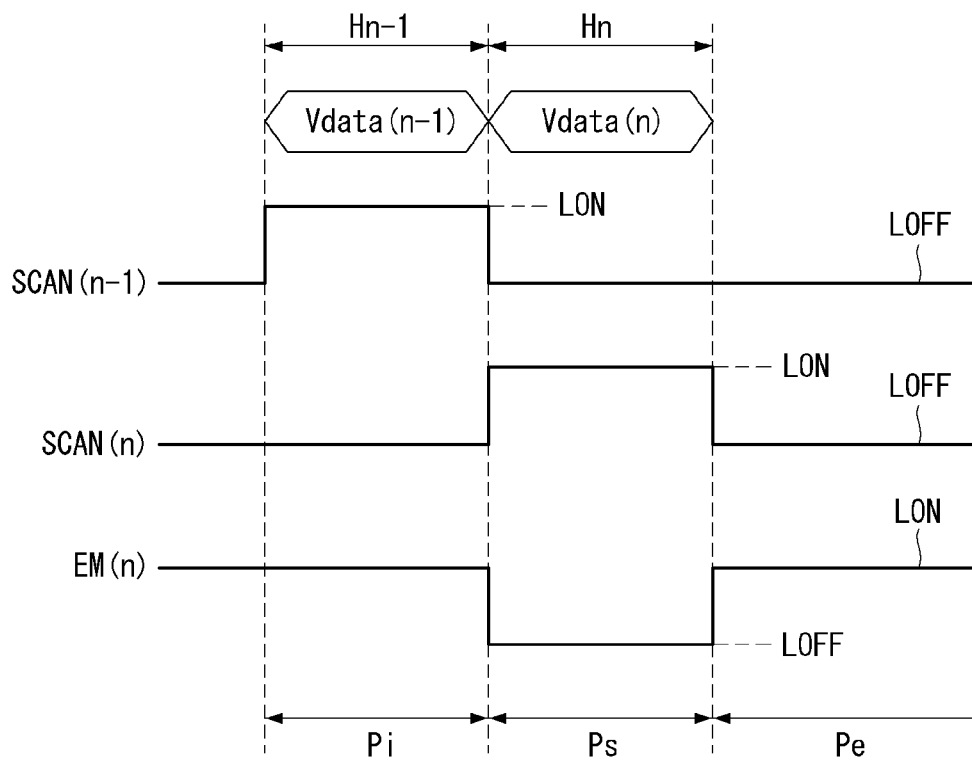 Hn-1 Hn
Vdata(n-1) Vdata(n)
LON
LOFF
SCAN(n-1)
LON
LOFF
SCAN(n)
LON
EM(n)
LOFF
Pi Ps Pe